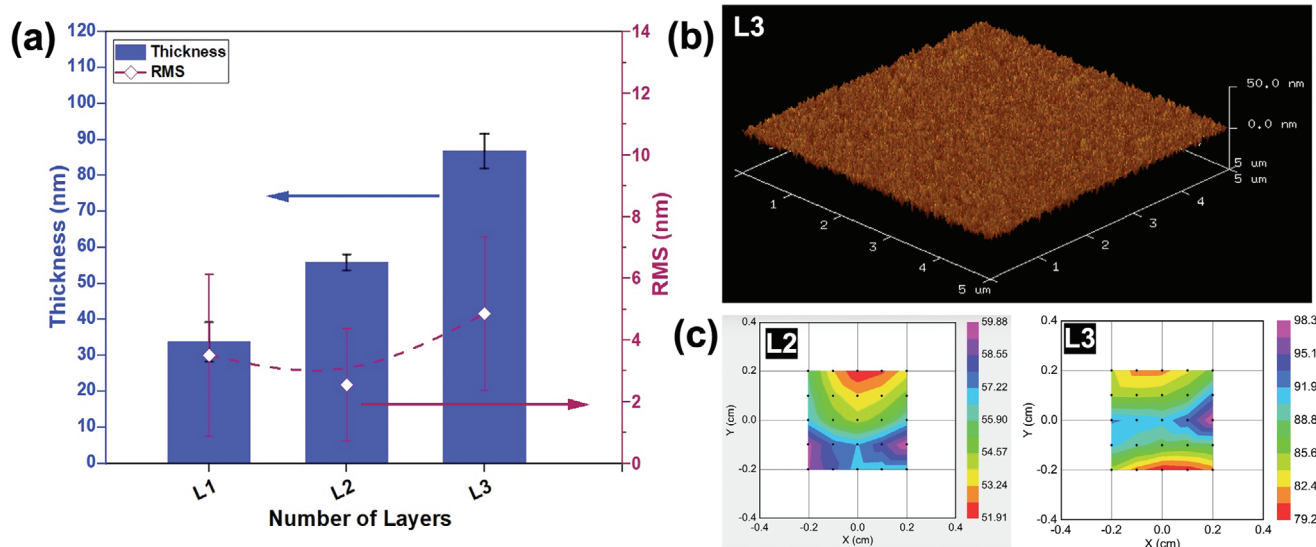 (a)
Thickness
RMS
120
110
100
90
80
70
60
50
40
30
20
10
0
Thickness (nm)
14
12
10
8
6
4
2
0
RMS (nm)
L1
L2
L3
Number of Layers
(b)
L3
50.0 nm
0.0 nm
5 um
5 um
4
3
2
1
1
2
3
4
5 um
(c)
L2
0.4
0.2
0.0
-0.2
-0.4
Y (cm)
-0.4
-0.2
0.0
0.2
0.4
X (cm)
59.88
58.55
57.22
55.90
54.57
53.24
51.91
L3
0.4
0.2
0.0
-0.2
-0.4
Y (cm)
-0.4
-0.2
0.0
0.2
0.4
X (cm)
98.3
95.1
91.9
88.8
85.6
82.4
79.2